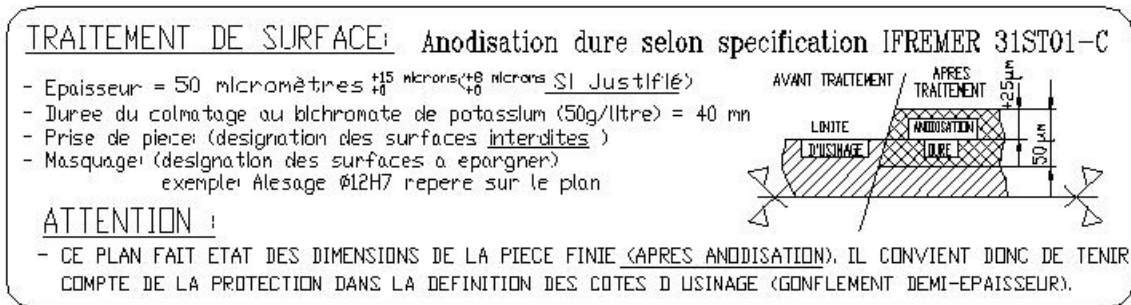 TRAITEMENT DE SURFACE: Anodisation dure selon specification IFREMER 31ST01-C
- Epaisseur = 50 micromètres +15 microns(+8 microns SI Justifié)
+0 +0
- Duree du colmatage au bichromate de potassium (50g/litre) = 40 mn
- Prise de piece: (designation des surfaces interdites )
- Masquage: (designation des surfaces a epargner)
exemple: Alesage Ø12H7 repere sur le plan
AVANT TRAITEMENT
APRES
TRAITEMENT
+25µm
LIMITE
D'USINAGE
ANODISATION
DURE
50 µm
ATTENTION :
- CE PLAN FAIT ETAT DES DIMENSIONS DE LA PIECE FINIE (APRES ANODISATION). IL CONVIENT DONC DE TENIR
COMPTE DE LA PROTECTION DANS LA DEFINITION DES COTES D USINAGE (GONFLEMENT DEMI-EPAISSEUR).